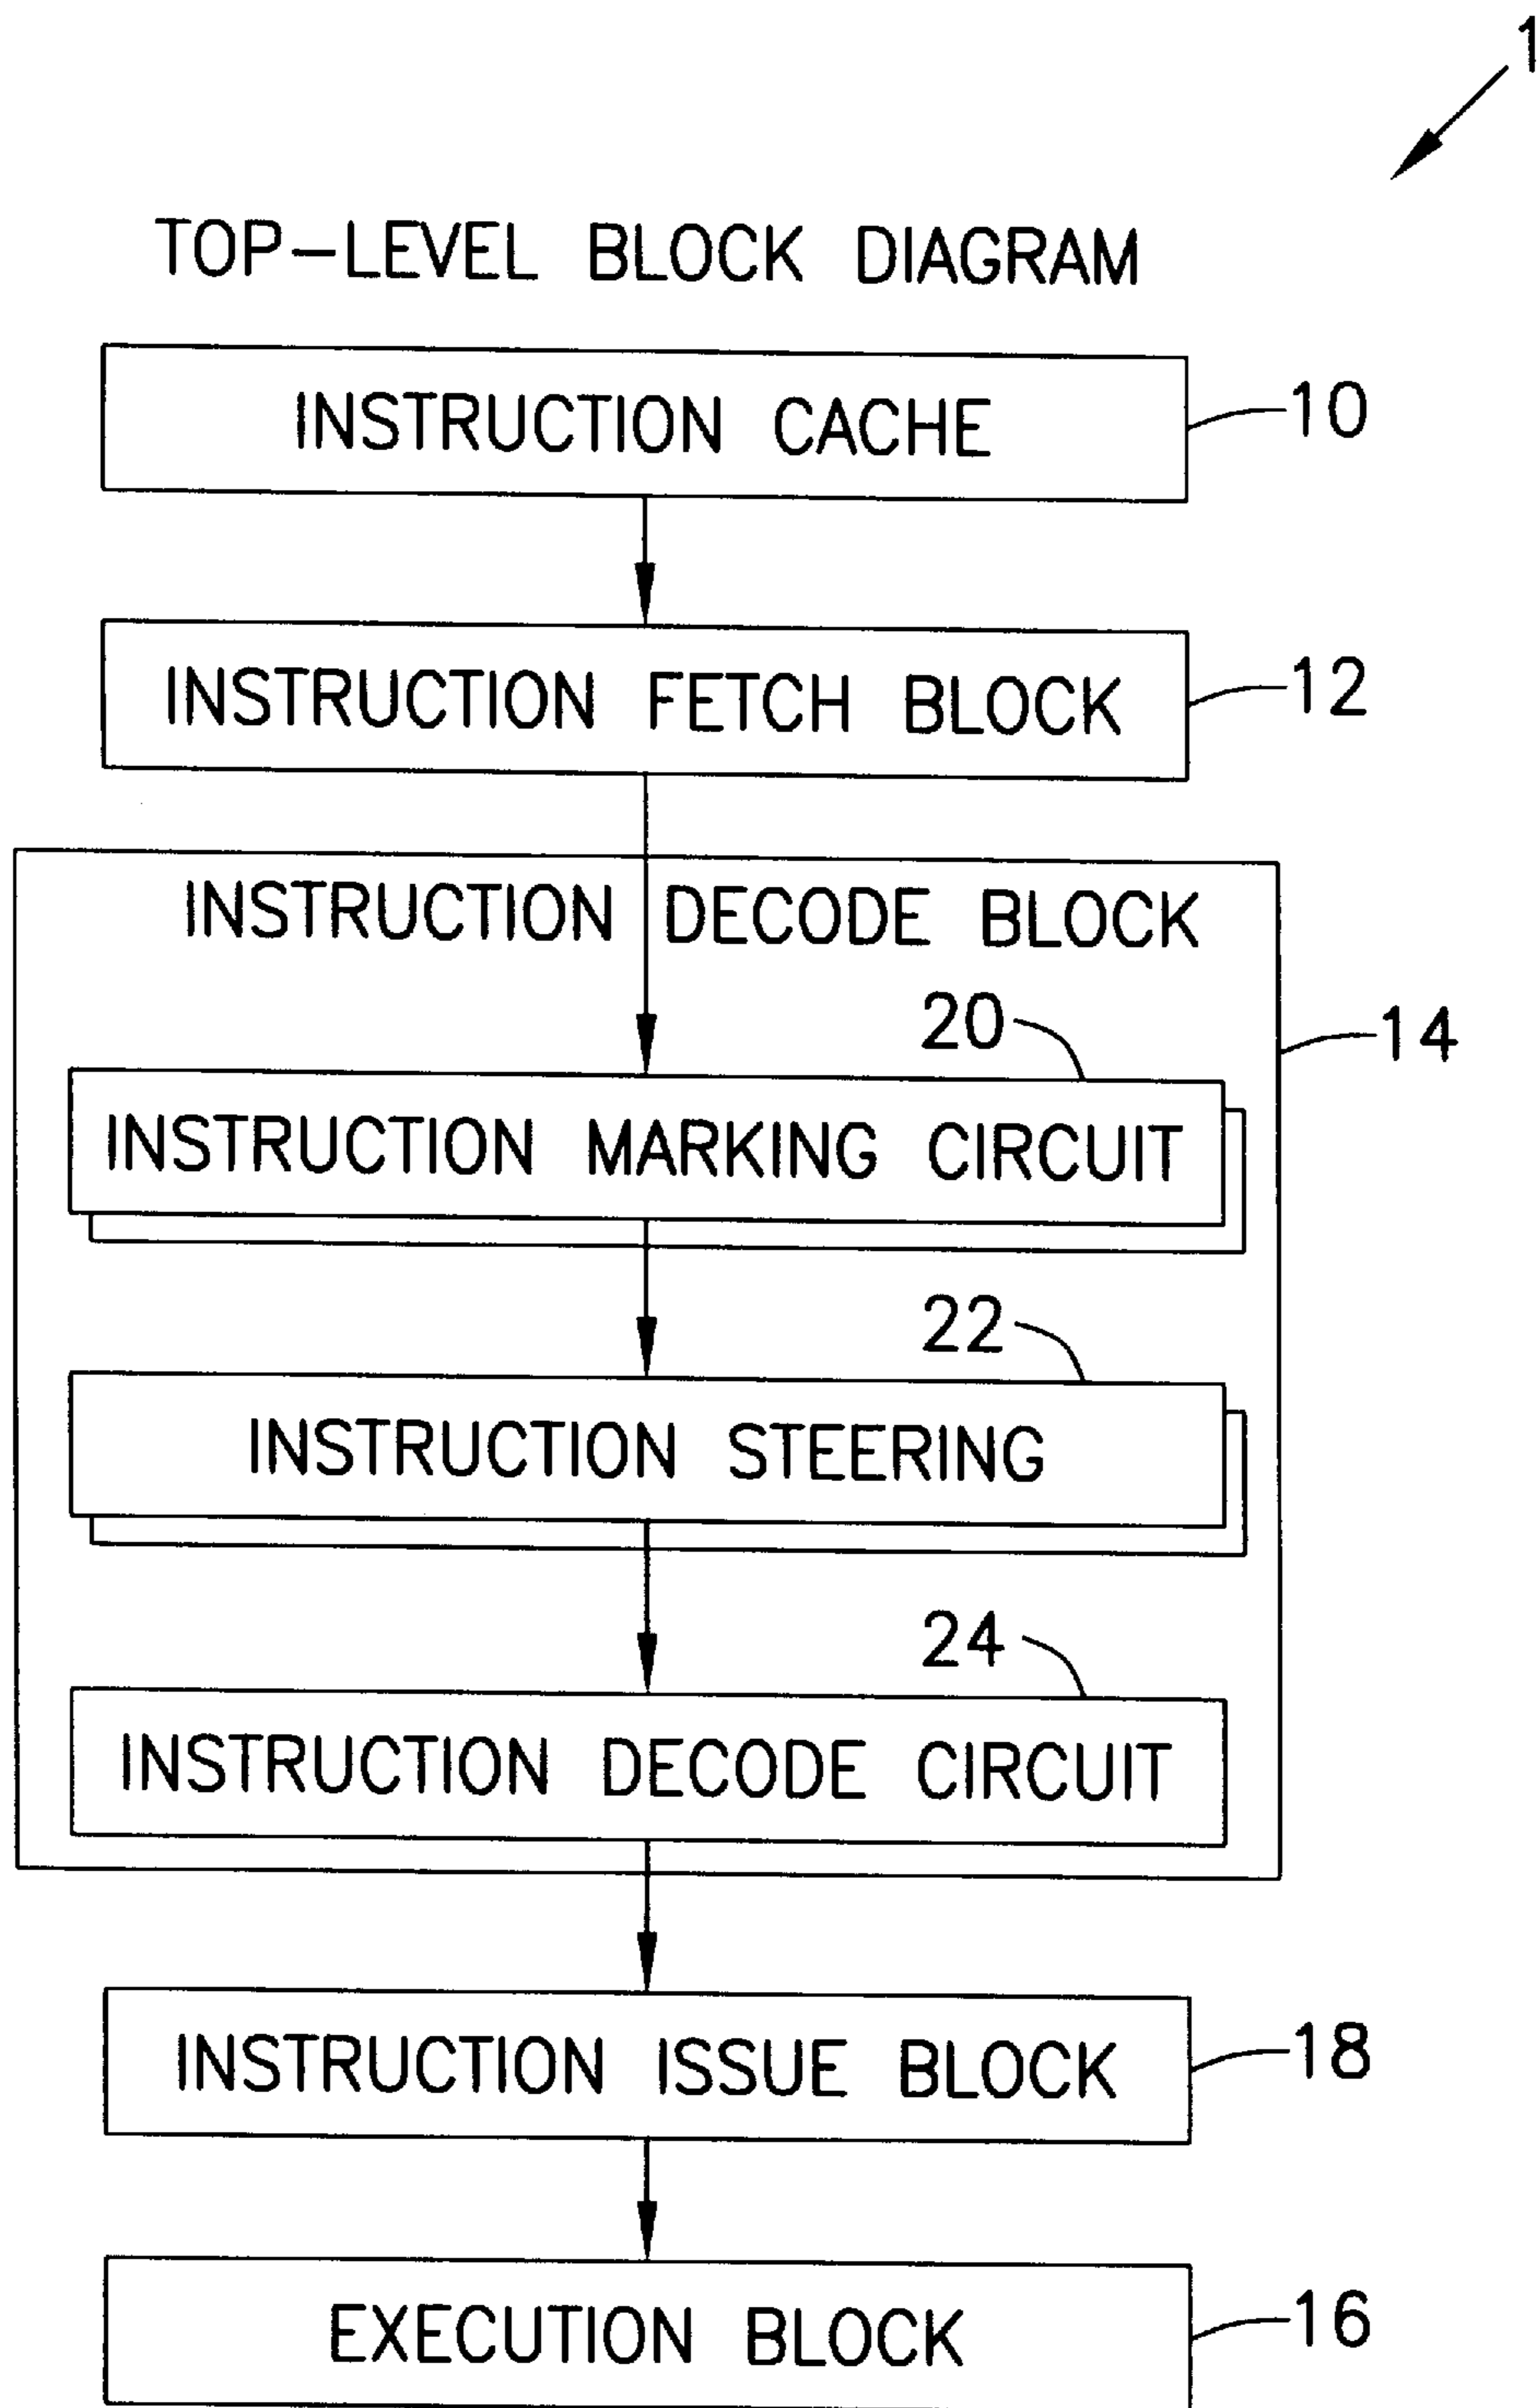 1
TOP-LEVEL BLOCK DIAGRAM
INSTRUCTION CACHE
10
INSTRUCTION FETCH BLOCK
12
INSTRUCTION DECODE BLOCK
20
14
INSTRUCTION MARKING CIRCUIT
22
INSTRUCTION STEERING
24
INSTRUCTION DECODE CIRCUIT
INSTRUCTION ISSUE BLOCK
18
EXECUTION BLOCK
16